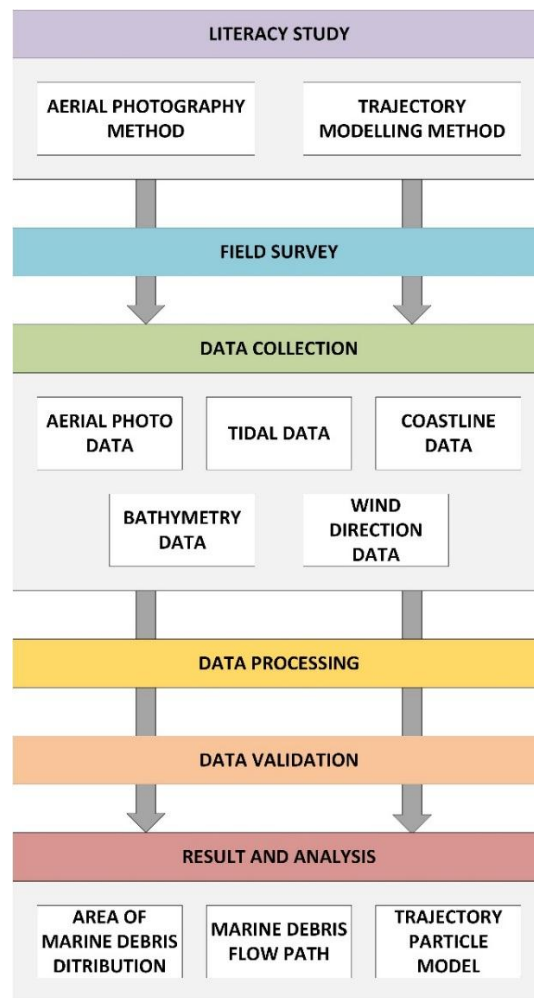 LITERACY STUDY
AERIAL PHOTOGRAPHY
METHOD
TRAJECTORY
MODELLING METHOD
FIELD SURVEY
DATA COLLECTION
AERIAL PHOTO
DATA
TIDAL DATA
COASTLINE
DATA
BATHYMETRY
DATA
WIND
DIRECTION
DATA
DATA PROCESSING
DATA VALIDATION
RESULT AND ANALYSIS
AREA OF
MARINE DEBRIS
DITRIBUTION
MARINE DEBRIS
FLOW PATH
TRAJECTORY
PARTICLE
MODEL